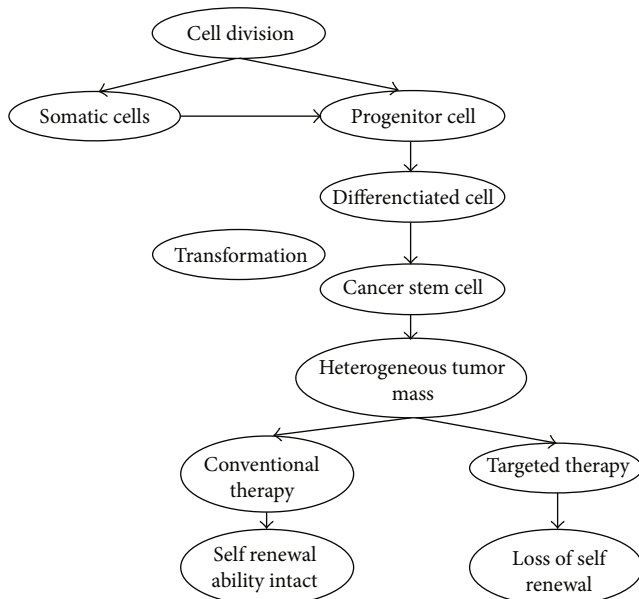 Cell division
Somatic cells
Progenitor cell
Differenctiated cell
Transformation
Cancer stem cell
Heterogeneous tumor
mass
Conventional
therapy
Targeted therapy
Self renewal
ability intact
Loss of self
renewal